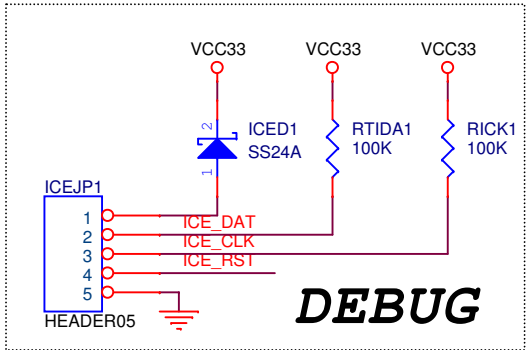 VCC33 VCC33 VCC33
2 ICED1 RTIDA1 RICK1
SS24A 100K 100K
1
ICEJP1
1
ICE_DAT
2
ICE_CLK
3
ICE_RST
4
5
HEADER05
DEBUG